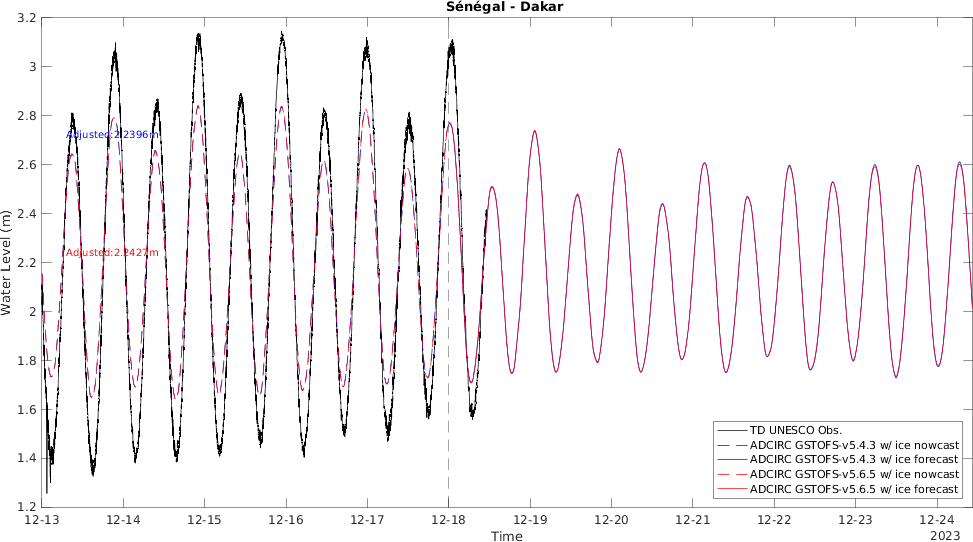 Sénégal - Dakar
3.2
3
2.8
2.6
2.4
2.2
2
1.8
1.6
1.4
1.2
Water Level (m)
Adjusted:2.2396m
Adjusted:2.2427m
TD UNESCO Obs.
ADCIRC GSTOFS-v5.4.3 w/ ice nowcast
ADCIRC GSTOFS-v5.4.3 w/ ice forecast
ADCIRC GSTOFS-v5.6.5 w/ ice nowcast
ADCIRC GSTOFS-v5.6.5 w/ ice forecast
12-13 12-14 12-15 12-16 12-17 12-18 12-19 12-20 12-21 12-22 12-23 12-24
Time
2023